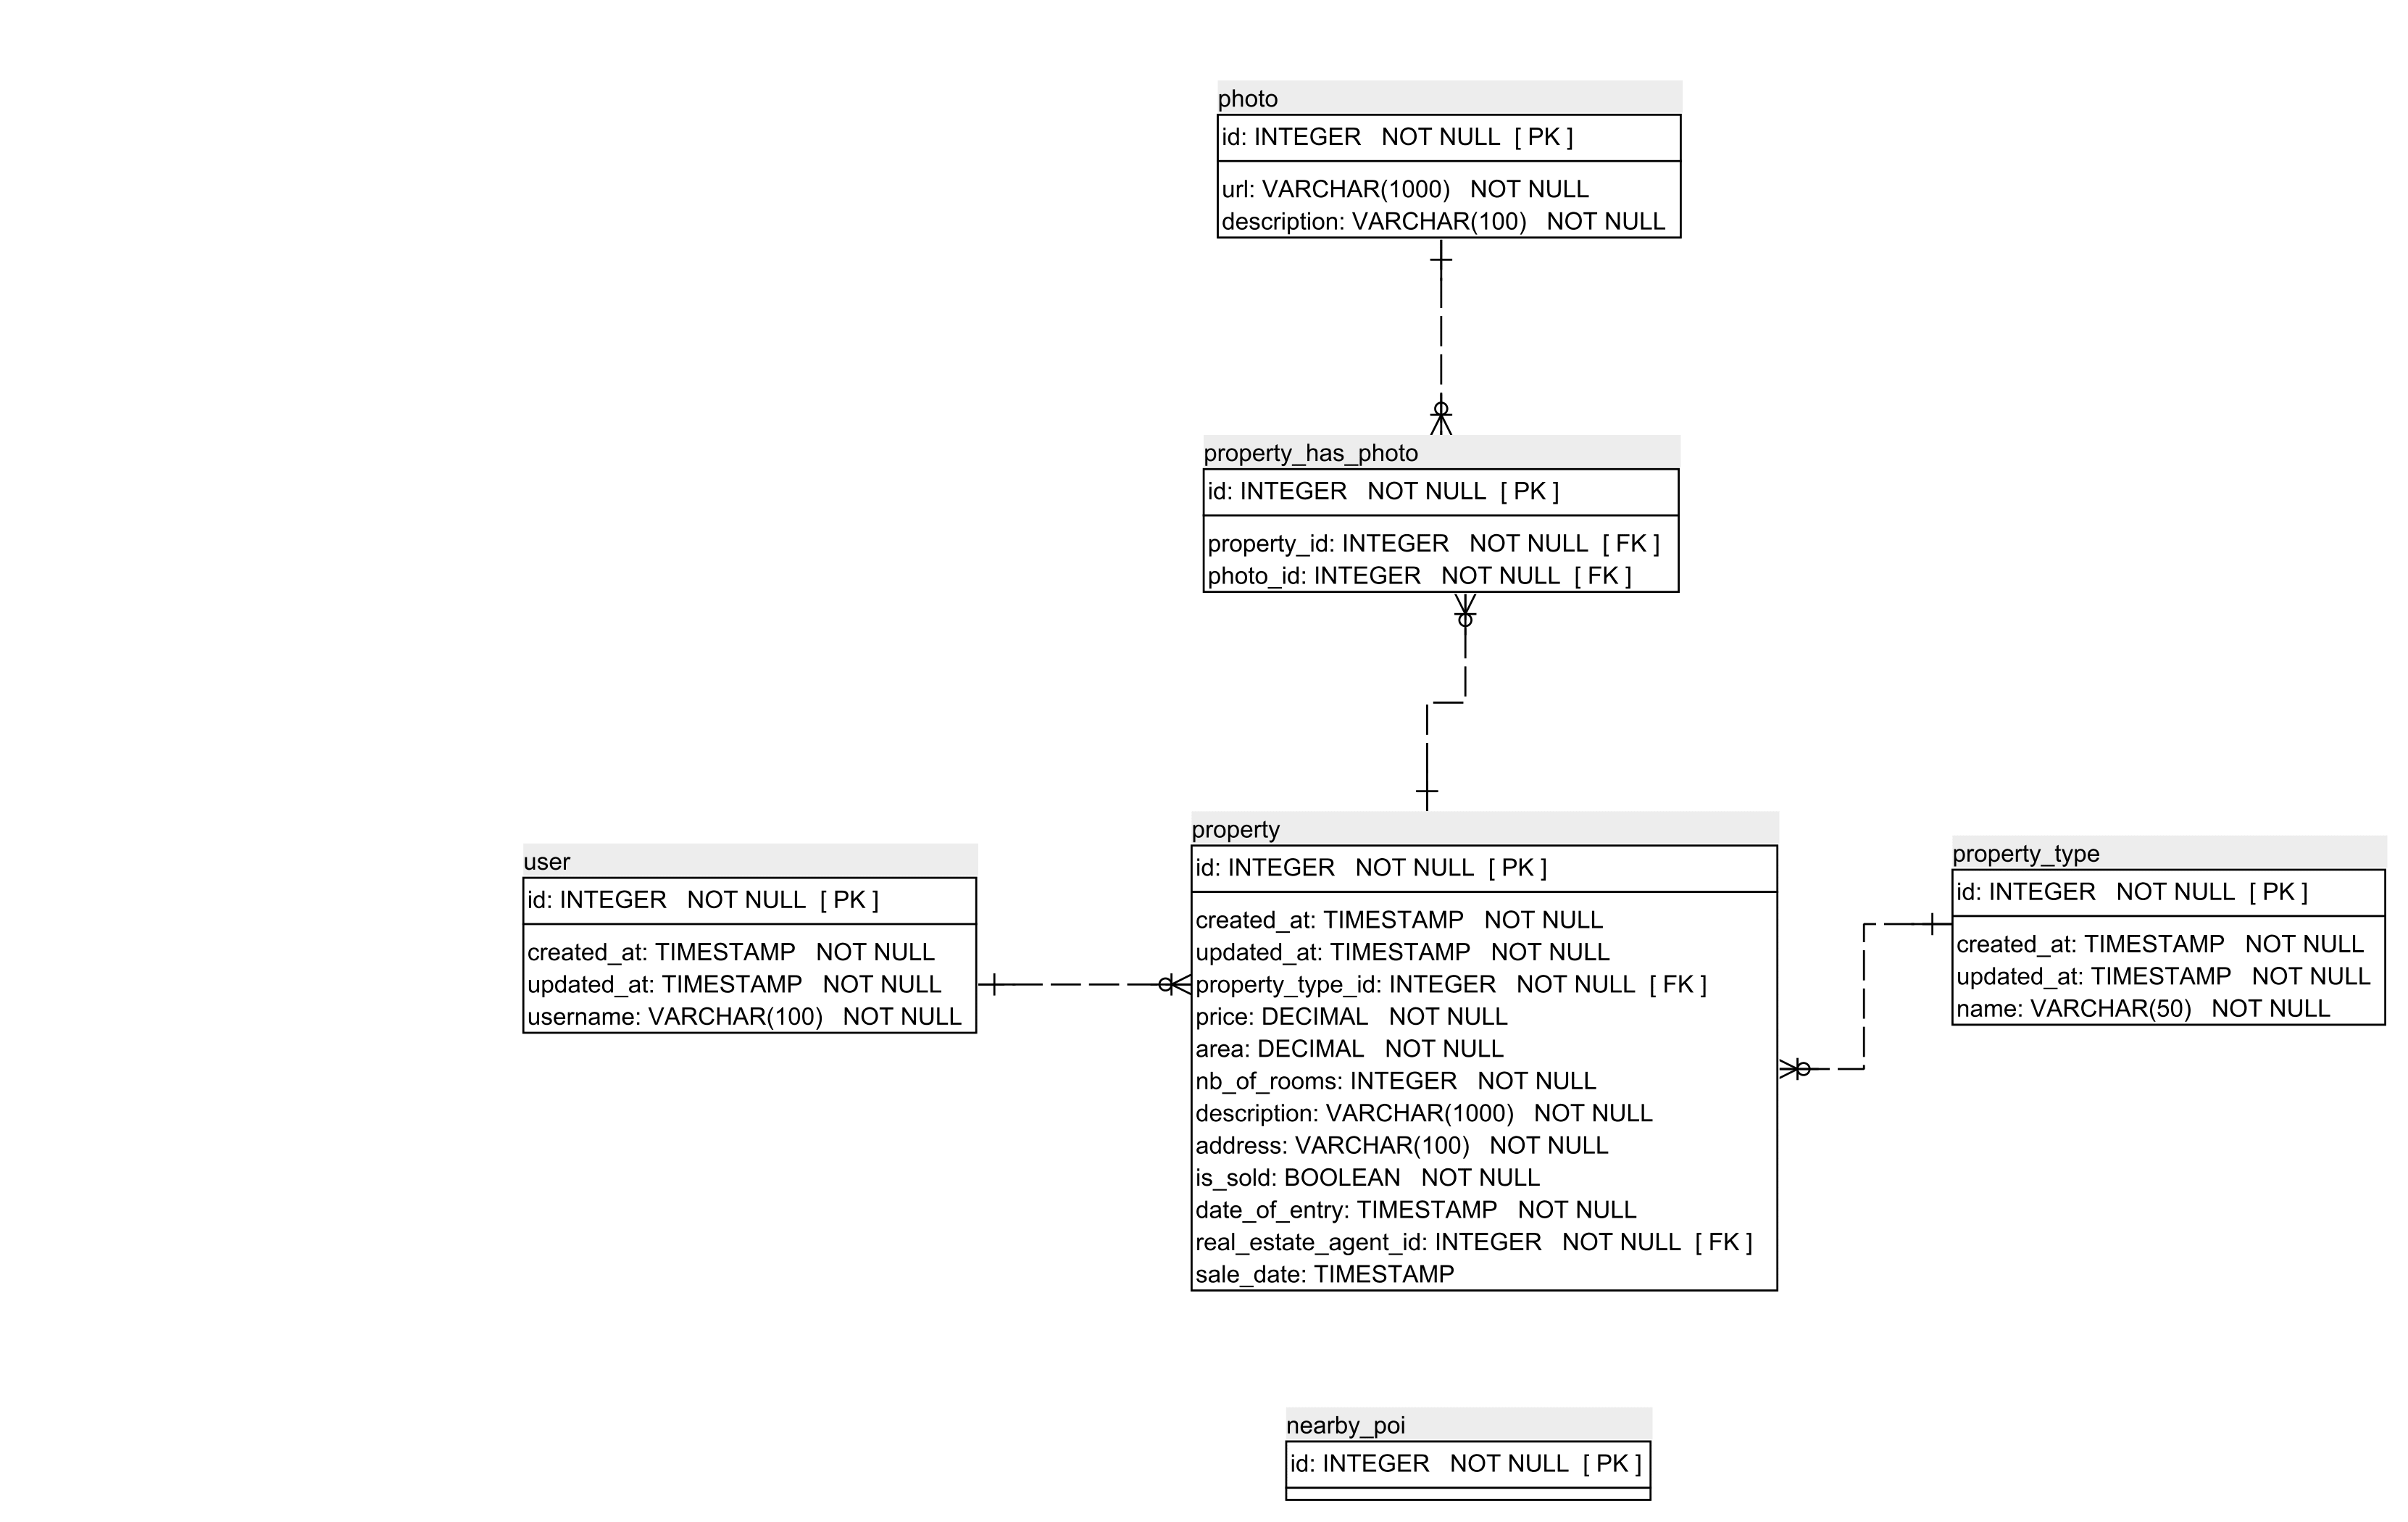 photo
id: INTEGER NOT NULL [ PK ]
url: VARCHAR(1000) NOT NULL
description: VARCHAR(100) NOT NULL
property_has_photo
id: INTEGER NOT NULL [ PK ]
property_id: INTEGER NOT NULL [ FK ]
photo_id: INTEGER NOT NULL [ FK ]
user
id: INTEGER NOT NULL [ PK ]
created_at: TIMESTAMP NOT NULL
updated_at: TIMESTAMP NOT NULL
username: VARCHAR(100) NOT NULL
property
id: INTEGER NOT NULL [ PK ]
created_at: TIMESTAMP NOT NULL
updated_at: TIMESTAMP NOT NULL
property_type_id: INTEGER NOT NULL [ FK ]
price: DECIMAL NOT NULL
area: DECIMAL NOT NULL
nb_of_rooms: INTEGER NOT NULL
description: VARCHAR(1000) NOT NULL
address: VARCHAR(100) NOT NULL
is_sold: BOOLEAN NOT NULL
date_of_entry: TIMESTAMP NOT NULL
real_estate_agent_id: INTEGER NOT NULL [ FK ]
sale_date: TIMESTAMP
property_type
id: INTEGER NOT NULL [ PK ]
created_at: TIMESTAMP NOT NULL
updated_at: TIMESTAMP NOT NULL
name: VARCHAR(50) NOT NULL
nearby_poi
id: INTEGER NOT NULL [ PK ]